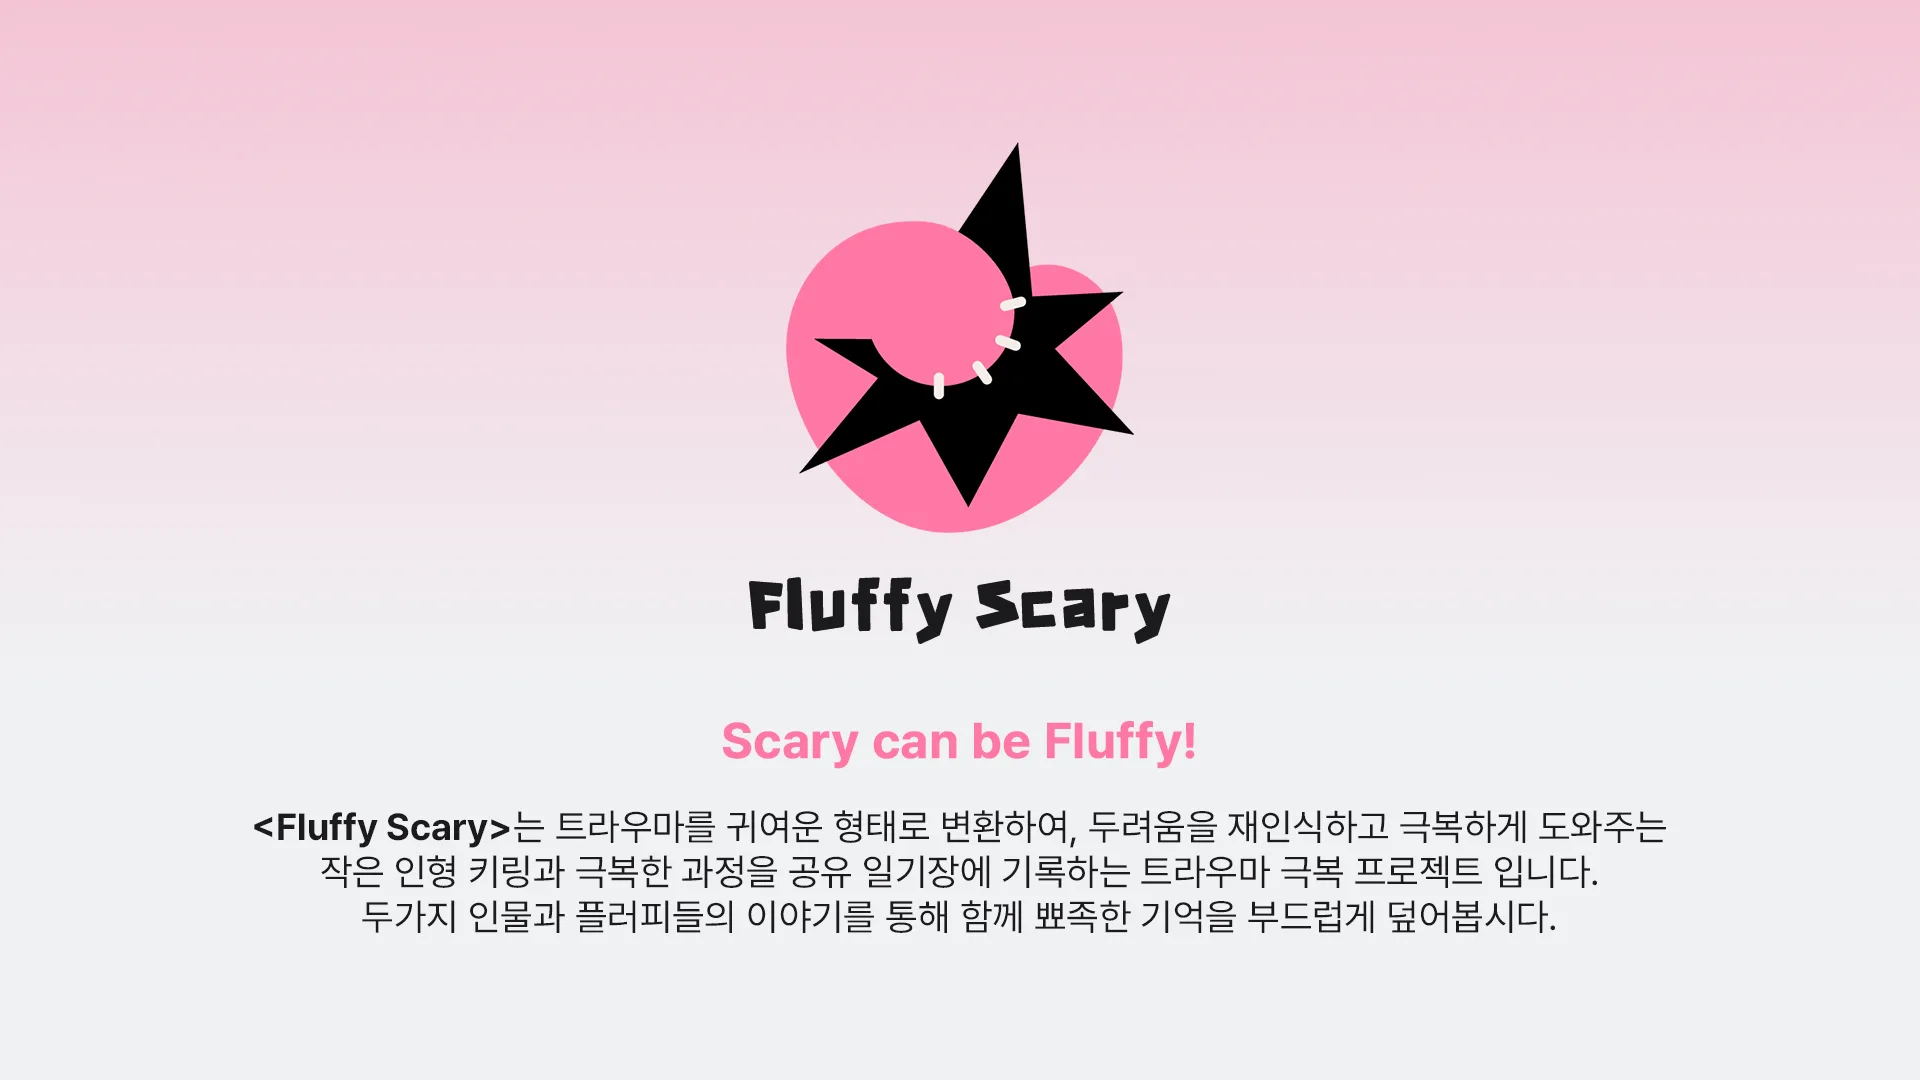 Fluffy Scary
Scary can be Fluffy!
<Fluffy Scary>는 트라우마를 귀여운 형태로 변환하여, 두려움을 재인식하고 극복하게 도와주는
작은 인형 키링과 극복한 과정을 공유 일기장에 기록하는 트라우마 극복 프로젝트 입니다.
두가지 인물과 플러피들의 이야기를 통해 함께 뾰족한 기억을 부드럽게 덮어봅시다.